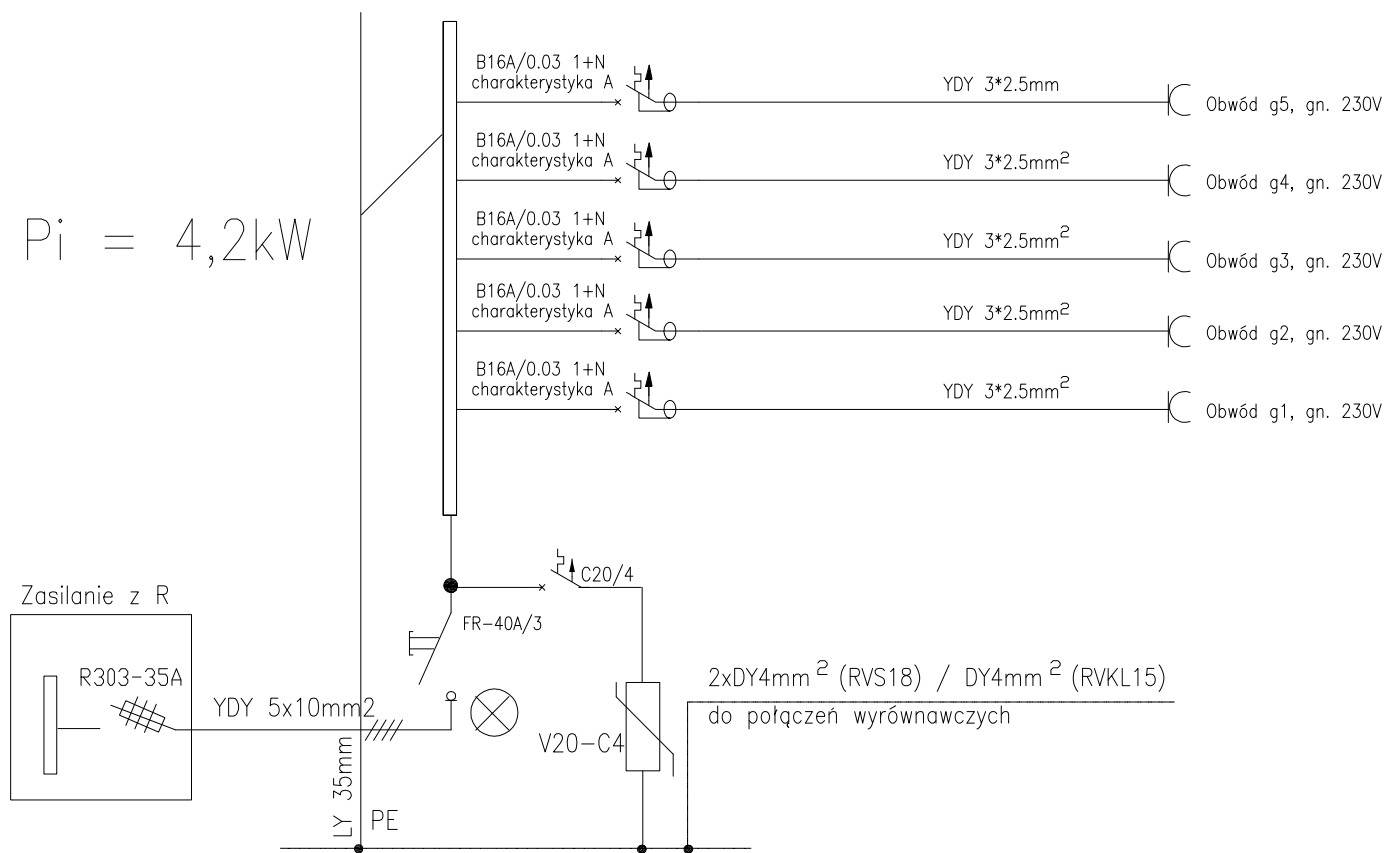 B16A/0.03 1+N
charakterystyka A
YDY 3*2.5mm
Obwód g5, gn. 230V
B16A/0.03 1+N
charakterystyka A
YDY 3*2.5mm²
Obwód g4, gn. 230V
Pi = 4,2kW
B16A/0.03 1+N
charakterystyka A
YDY 3*2.5mm²
Obwód g3, gn. 230V
B16A/0.03 1+N
charakterystyka A
YDY 3*2.5mm²
Obwód g2, gn. 230V
B16A/0.03 1+N
charakterystyka A
YDY 3*2.5mm²
Obwód g1, gn. 230V
C20/4
Zasilanie z R
FR-40A/3
R303-35A
YDY 5x10mm2
V20-C4
2xDY4mm² (RVS18) / DY4mm² (RVKL15)
do połączeń wyrównawczych
LY 35mm
PE